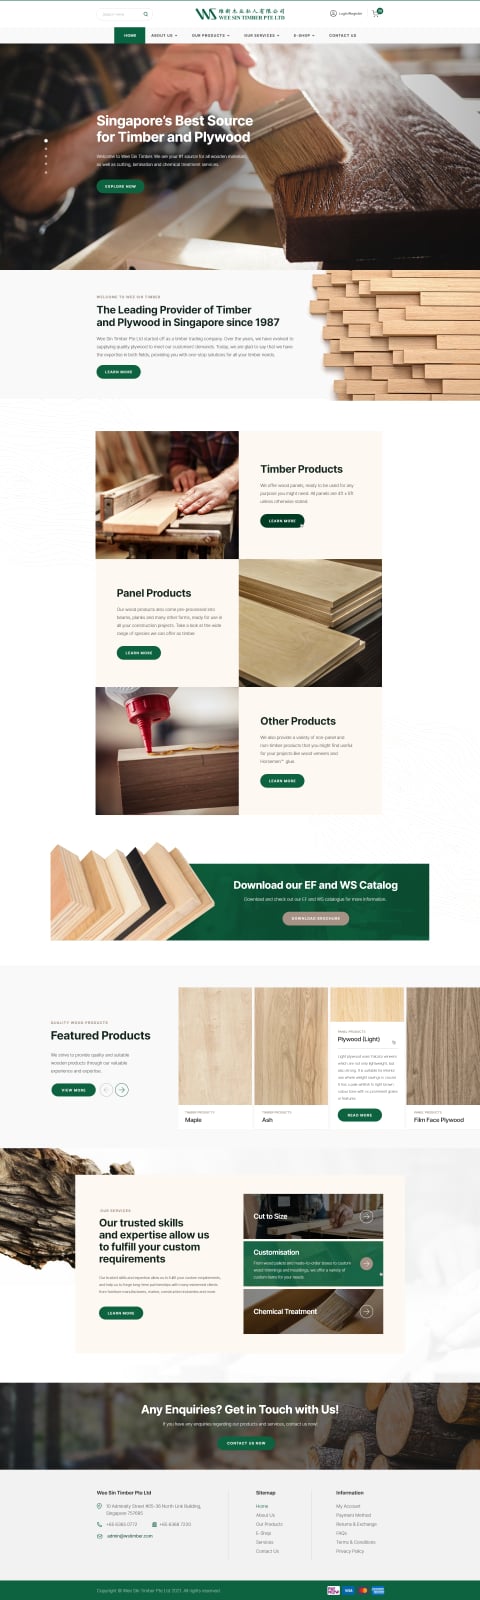 Login/Register
維新木业私人有限公司
WEE SIN TIMBER PTE LTD
HOME
ABOUT US
OUR PRODUCTS
OUR SERVICES
E-SHOP
CONTACT US
Singapore's Best Source
for Timber and Plywood
Welcome to Wee Sin Timber. We are your #1 source for all wooden materials,
as well as cutting, lamination and chemical treatment services.
EXPLORE NOW
WELCOME TO WEE SIN TIMBER
The Leading Provider of Timber
and Plywood in Singapore since 1987
Wee Sin Timber Pte Ltd started off as a timber trading company. Over the years, we have evolved to
supplying quality plywood to meet our customers' demands. Today, we are glad to say that we have
the expertise in both fields, providing you with one-stop solutions for all your timber needs.
LEARN MORE
Timber Products
We offer wood panels, ready to be used for any
purpose you might need. All panels are 4ft x 8ft
unless otherwise stated.
LEARN MORE
Panel Products
Our wood products also come pre-processed into
beams, planks and many other forms, ready for use in
all your construction projects. Take a look at the wide
range of species we can offer as timber.
LEARN MORE
Other Products
We also provide a variety of non-panel and
non-timber products that you might find useful
for your projects like wood veneers and
Horsemen™ glue.
LEARN MORE
Download our EF and WS Catalog
Download and check out our EF and WS catalogue for more information.
DOWNLOAD BROCHURE
QUALITY WOOD PRODUCTS
Featured Products
We strive to provide quality and suitable
wooden products through our valuable
experience and expertise.
VIEW MORE
TIMBER PRODUCTS
Maple
TIMBER PRODUCTS
Ash
PANEL PRODUCTS
Plywood (Light)
READ MORE
PANEL PRODUCTS
Film Face Plywood
OUR SERVICES
Our trusted skills
and expertise allow us
to fulfill your custom
requirements
Our trusted skills and expertise allow us to fulfill your custom requirements,
and help us to forge long-term partnerships with many esteemed clients
from furniture manufacturers, marine, construction industries and more.
LEARN MORE
Cut to Size
Customisation
From wood pallets and made-to-order boxes to custom
wood trimmings and mouldings, we offer a variety of
custom items for your needs.
Chemical Treatment
Any Enquiries? Get in Touch with Us!
If you have any enquiries regarding our products and services, contact us now!
CONTACT US NOW
Wee Sin Timber Pte Ltd
10 Admiralty Street #05-36 North Link Building,
Singapore 757695
+65 6365 0772
+65 6368 7220
admin@wstimber.com
Sitemap
Home
About Us
Our Products
E-Shop
Services
Contact Us
Information
My Account
Payment Method
Returns & Exchange
FAQs
Terms & Conditions
Privacy Policy
Copyright © Wee Sin Timber Pte Ltd 2021. All rights reserved.
VISA